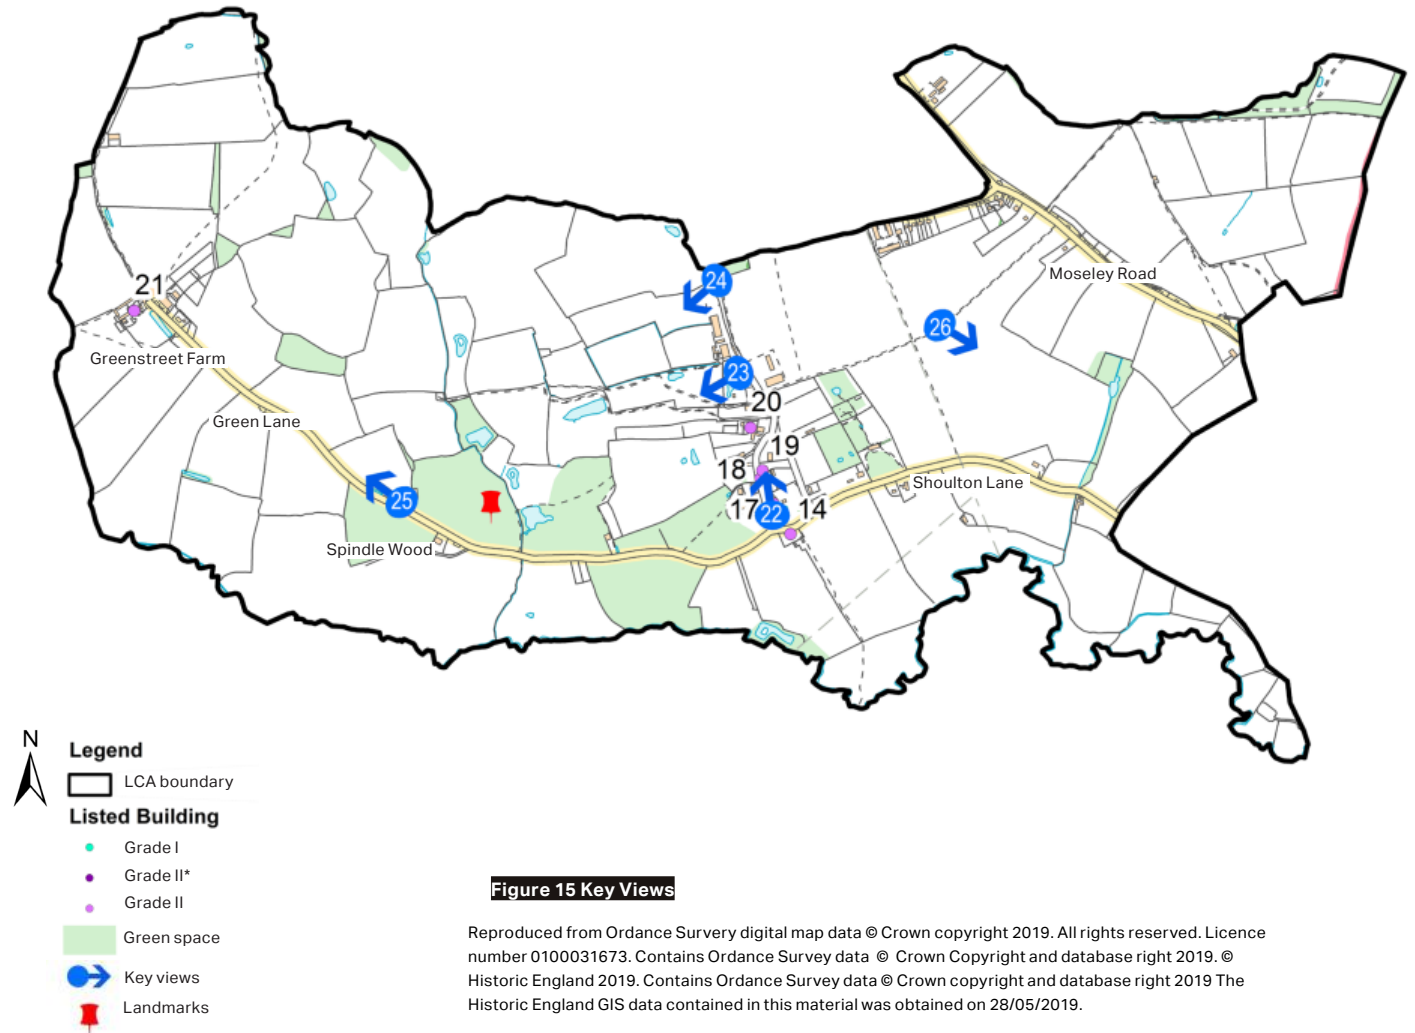 24
Moseley Road
21
26
Greenstreet Farm
23
20
Green Lane
19
18
Shoulton Lane
25
17 22 14
Spindle Wood
N
Legend
LCA boundary
Listed Building
Grade I
Grade II*
Grade II
Green space
Key views
Landmarks
Figure 15 Key Views
Reproduced from Ordance Survery digital map data © Crown copyright 2019. All rights reserved. Licence
number 0100031673. Contains Ordance Survey data © Crown Copyright and database right 2019. ©
Historic England 2019. Contains Ordance Survey data © Crown copyright and database right 2019 The
Historic England GIS data contained in this material was obtained on 28/05/2019.